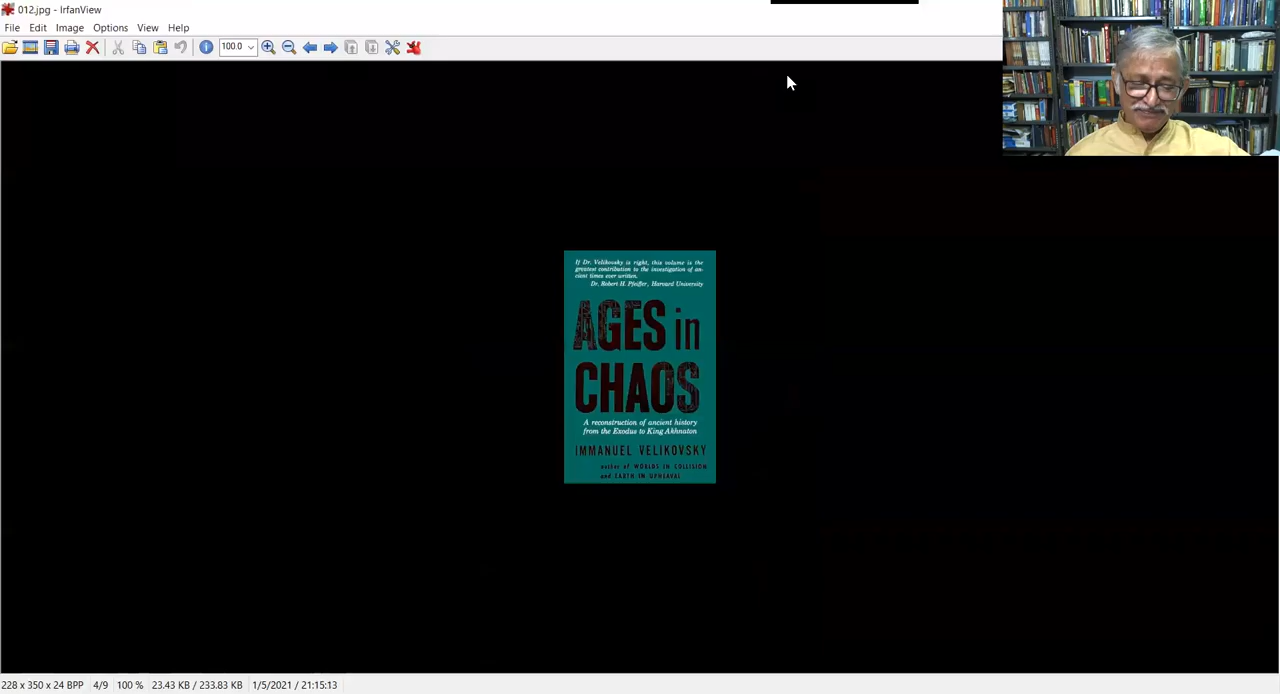 012.jpg - IrfanView
File Edit Image Options View Help
100.0
If Dr. Velikovsky is right, this volume is the
greatest contribution to the investigation of an-
cient times ever written.
Dr. Robert H. Pfeiffer, Harvard University
AGES in
CHAOS
A reconstruction of ancient history
from the Exodus to King Akhnaton
IMMANUEL VELIKOVSKY
author of WORLDS IN COLLISION
and EARTH IN UPHEAVAL
228 x 350 x 24 BPP 4/9 100 % 23.43 KB / 233.83 KB 1/5/2021 / 21:15:13